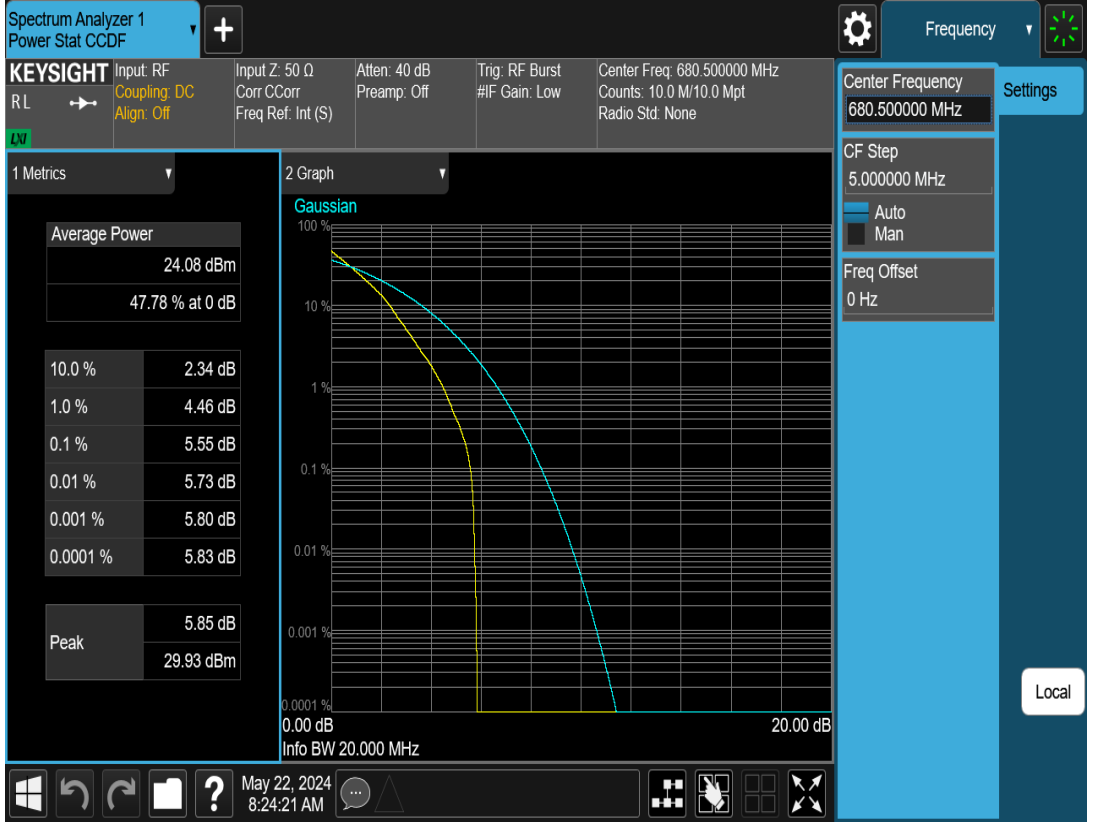 Spectrum Analyzer 1
Power Stat CCDF
+
Frequency
KEYSIGHT
RL
LXI
Input: RF
Coupling: DC
Align: Off
Input Z: 50 Ω
Corr CCorr
Freq Ref: Int (S)
Atten: 40 dB
Preamp: Off
Trig: RF Burst
#IF Gain: Low
Center Freq: 680.500000 MHz
Counts: 10.0 M/10.0 Mpt
Radio Std: None
Center Frequency
680.500000 MHz
Settings
CF Step
5.000000 MHz
Auto
Man
Freq Offset
0 Hz
1 Metrics
Average Power
24.08 dBm
47.78 % at 0 dB
10.0 % 2.34 dB
1.0 % 4.46 dB
0.1 % 5.55 dB
0.01 % 5.73 dB
0.001 % 5.80 dB
0.0001 % 5.83 dB
Peak
5.85 dB
29.93 dBm
2 Graph
Gaussian
100 %
10 %
1 %
0.1 %
0.01 %
0.001 %
0.0001 %
0.00 dB 20.00 dB
Info BW 20.000 MHz
Local
?
May 22, 2024
8:24:21 AM